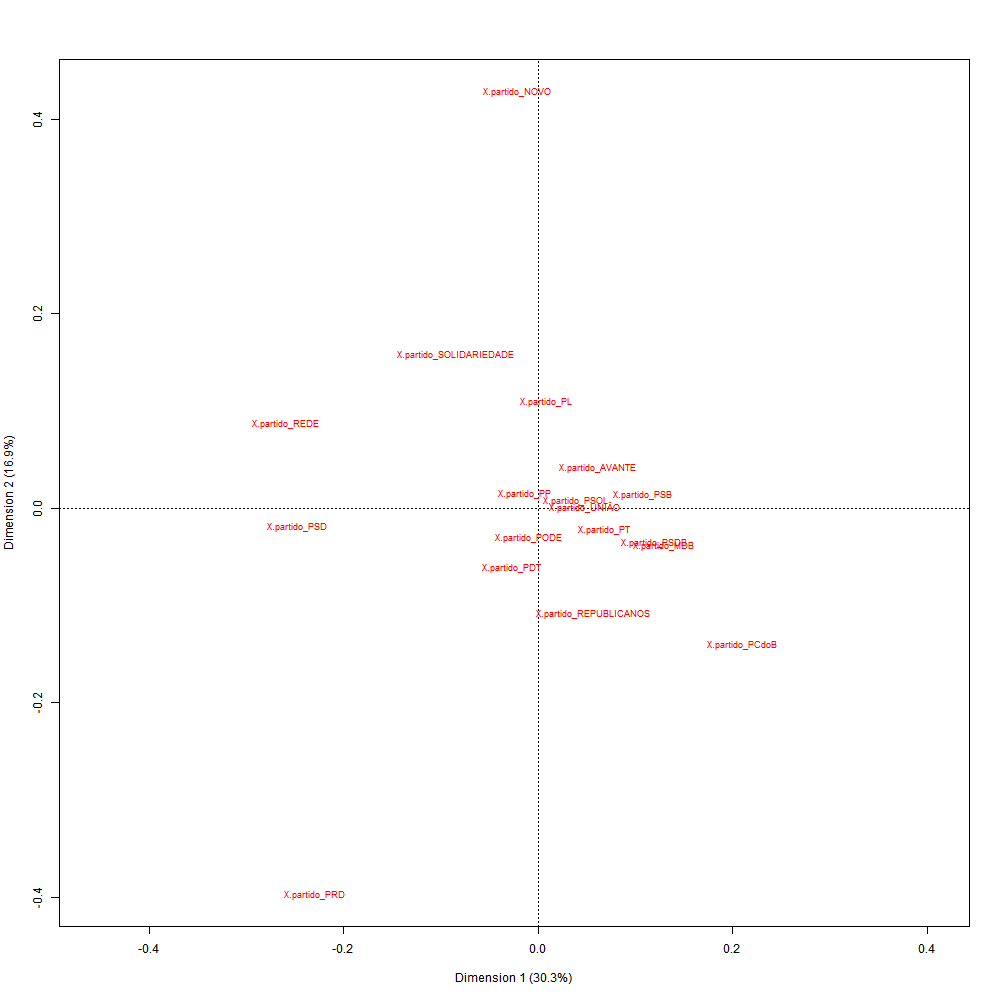 X.partido_NOVO
0.4
0.2
X.partido_SOLIDARIEDADE
X.partido_PL
X.partido_REDE
X.partido_AVANTE
X.partido_PP
X.partido_PSB
X.partido_PSOL
X.partido_UNIÃO
0.0
X.partido_PSD
X.partido_PT
X.partido_PODE
X.partido_PSDB
X.partido_MDB
X.partido_PDT
X.partido_REPUBLICANOS
X.partido_PCdoB
-0.2
X.partido_PRD
-0.4
Dimension 2 (16.9%)
-0.4 -0.2 0.0 0.2 0.4
Dimension 1 (30.3%)